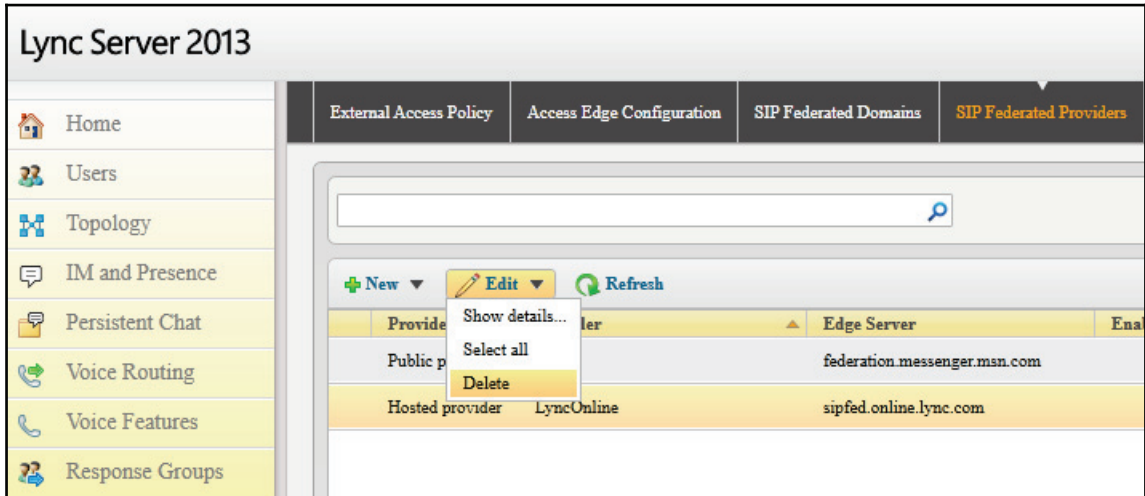 Lync Server 2013
Home
Users
Topology
IM and Presence
Persistent Chat
Voice Routing
Voice Features
Response Groups
External Access Policy Access Edge Configuration SIP Federated Domains SIP Federated Providers
New Edit Refresh
Show details...
Select all
Delete
Edge Server
Public federation.messenger.msn.com
Hosted provider LyncOnline sipfed.online.lync.com